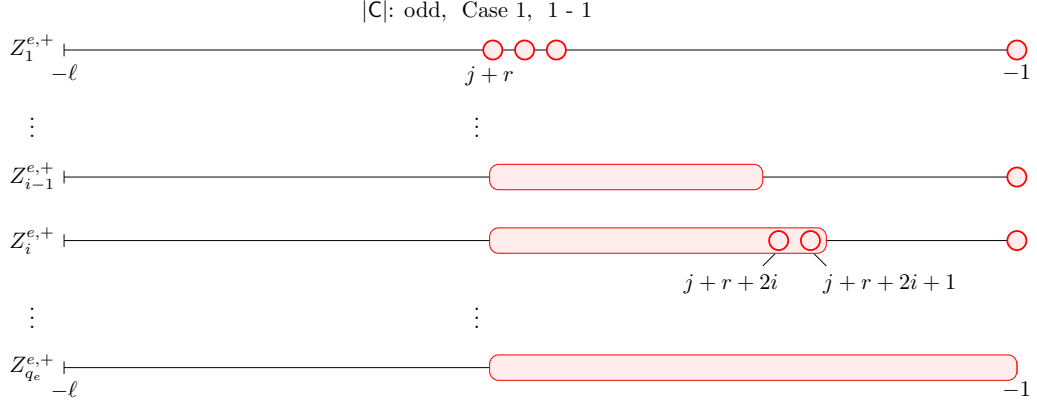 |C|: odd, Case 1, 1 - 1
Z_1^{e,+}
−ℓ
j + r
−1
⋮ ⋮
Z_{i−1}^{e,+}
Z_i^{e,+}
j + r + 2i
j + r + 2i + 1
⋮ ⋮
Z_{q_e}^{e,+}
−ℓ
−1